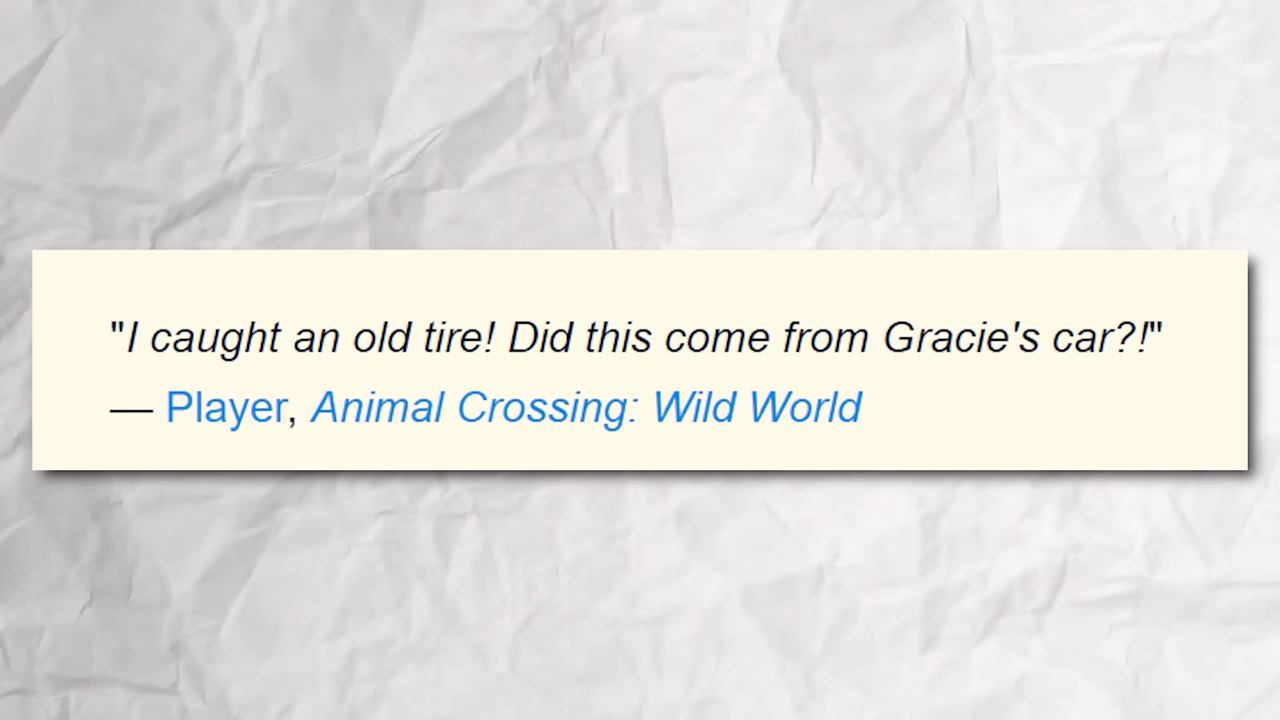 "I caught an old tire! Did this come from Gracie's car?!"
— Player, Animal Crossing: Wild World